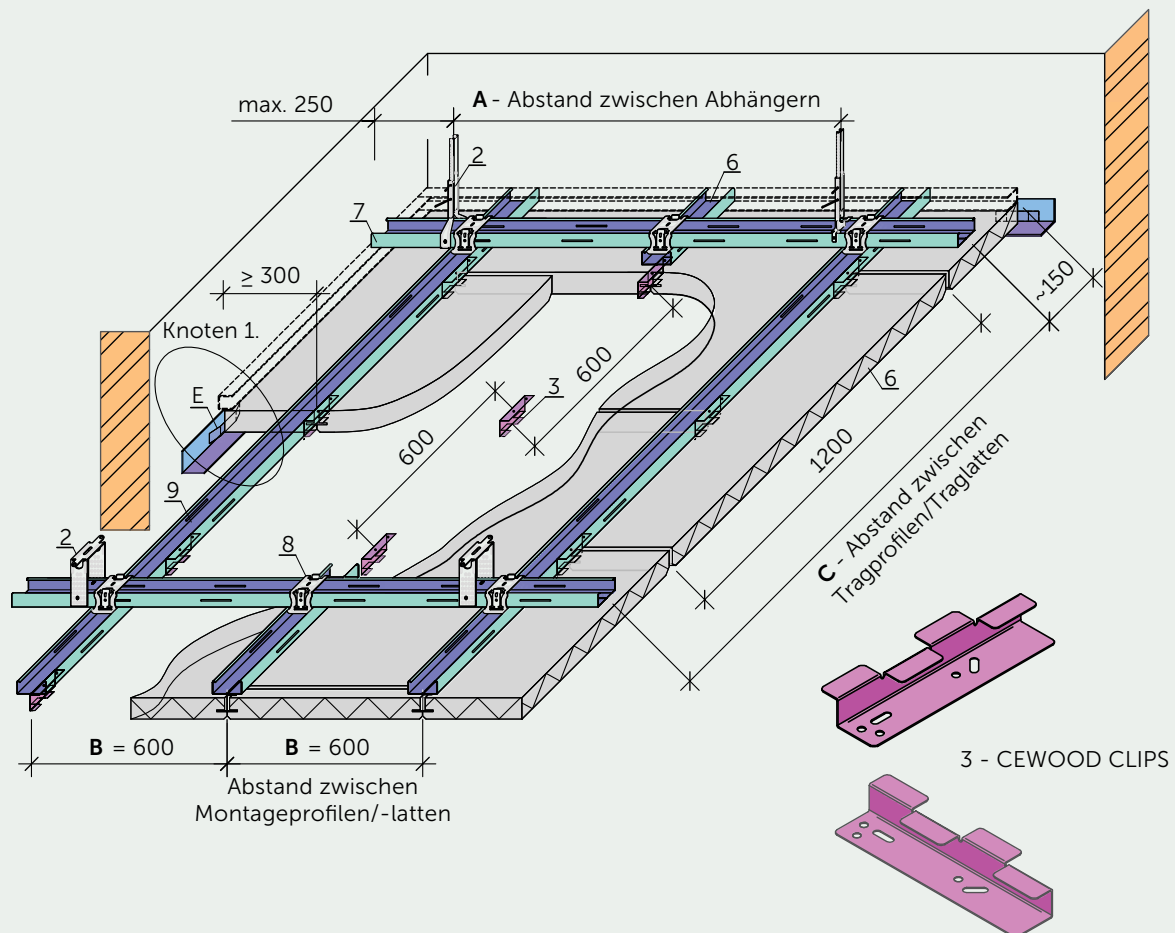 max. 250
A - Abstand zwischen Abhängern
2
6
7
≥ 300
~150
Knoten 1.
E
3
600
600
6
1200
9
2
8
C - Abstand zwischen
Tragprofilen/Traglatten
B = 600
B = 600
Abstand zwischen
Montageprofilen/-latten
3 - CEWOOD CLIPS